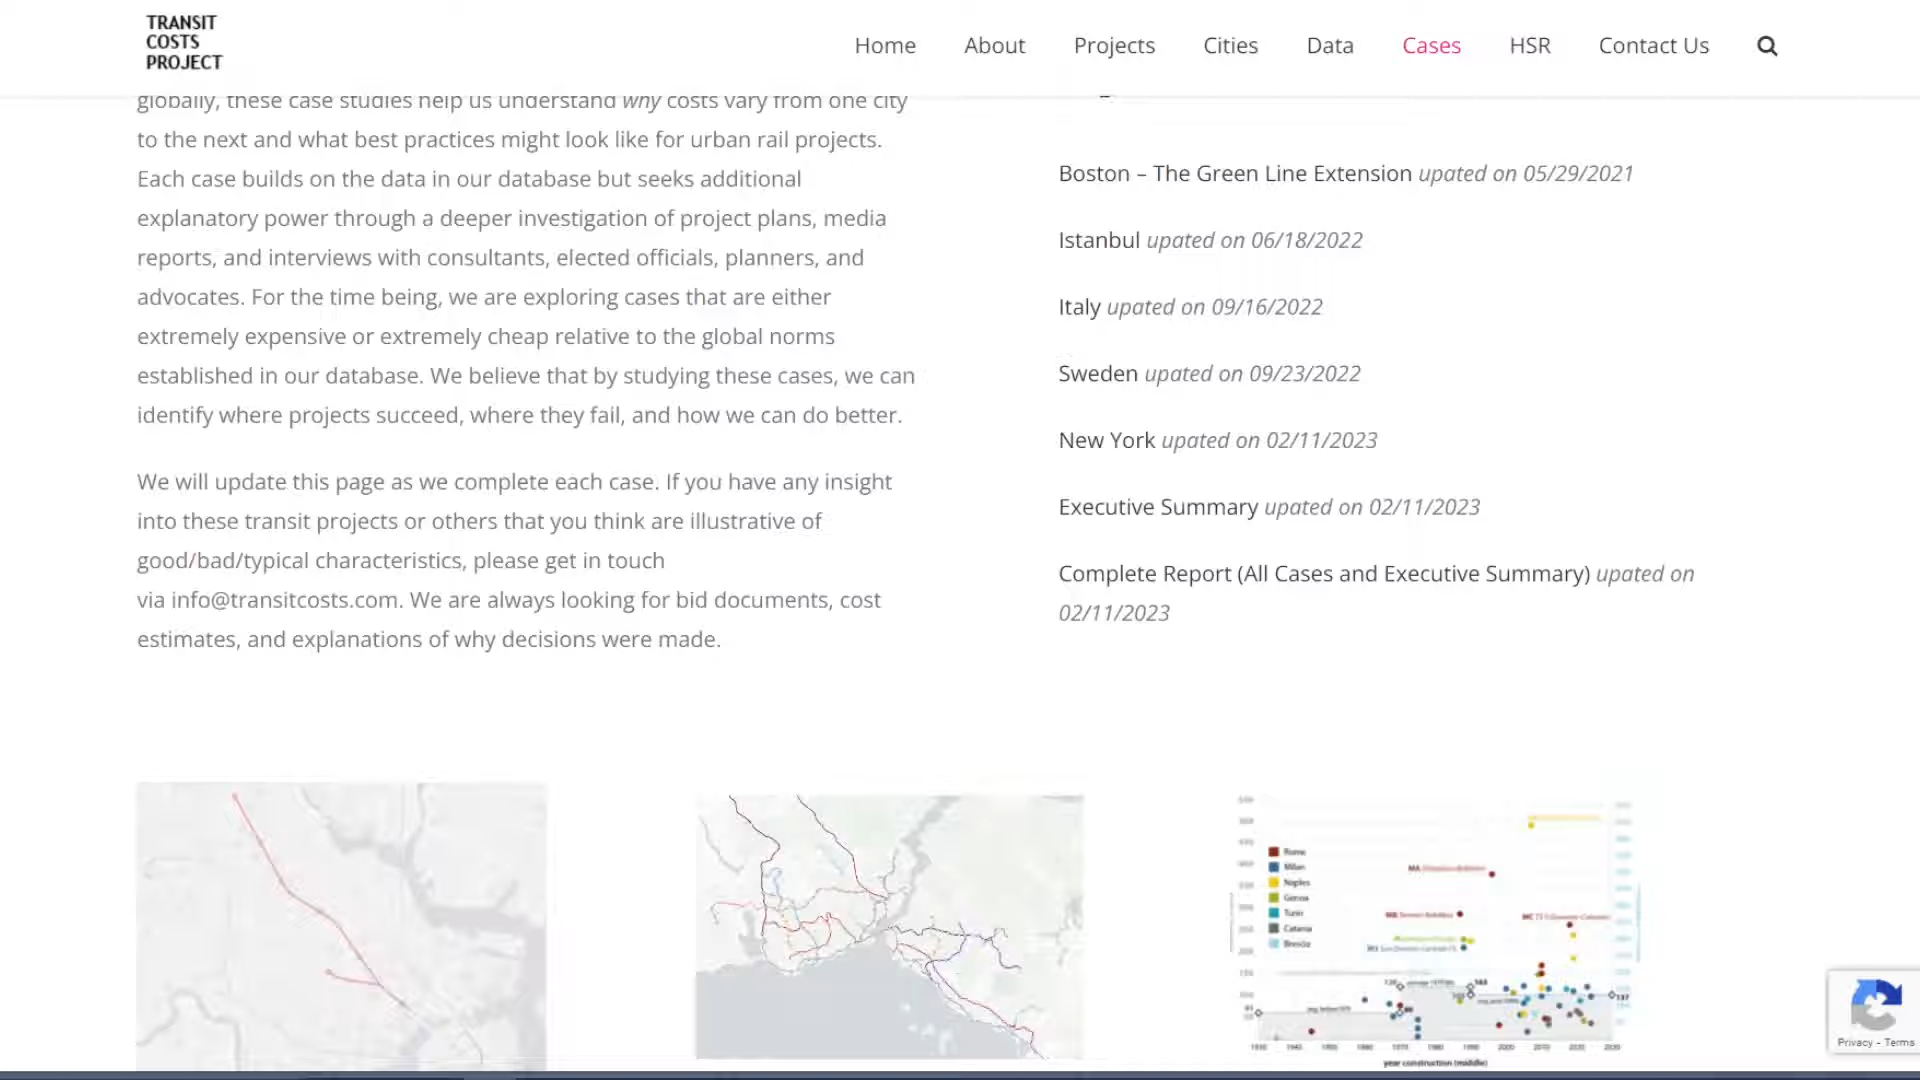 TRANSIT
COSTS
PROJECT
Home
About
Projects
Cities
Data
Cases
HSR
Contact Us
globally, these case studies help us understand why costs vary from one city
to the next and what best practices might look like for urban rail projects.
Each case builds on the data in our database but seeks additional
explanatory power through a deeper investigation of project plans, media
reports, and interviews with consultants, elected officials, planners, and
advocates. For the time being, we are exploring cases that are either
extremely expensive or extremely cheap relative to the global norms
established in our database. We believe that by studying these cases, we can
identify where projects succeed, where they fail, and how we can do better.
We will update this page as we complete each case. If you have any insight
into these transit projects or others that you think are illustrative of
good/bad/typical characteristics, please get in touch
via info@transitcosts.com. We are always looking for bid documents, cost
estimates, and explanations of why decisions were made.
Boston – The Green Line Extension upated on 05/29/2021
Istanbul upated on 06/18/2022
Italy upated on 09/16/2022
Sweden upated on 09/23/2022
New York upated on 02/11/2023
Executive Summary upated on 02/11/2023
Complete Report (All Cases and Executive Summary) upated on
02/11/2023
Rome
Milan
Naples
Genoa
Turin
Catania
Brescia
137
year construction (middle)
Privacy - Terms